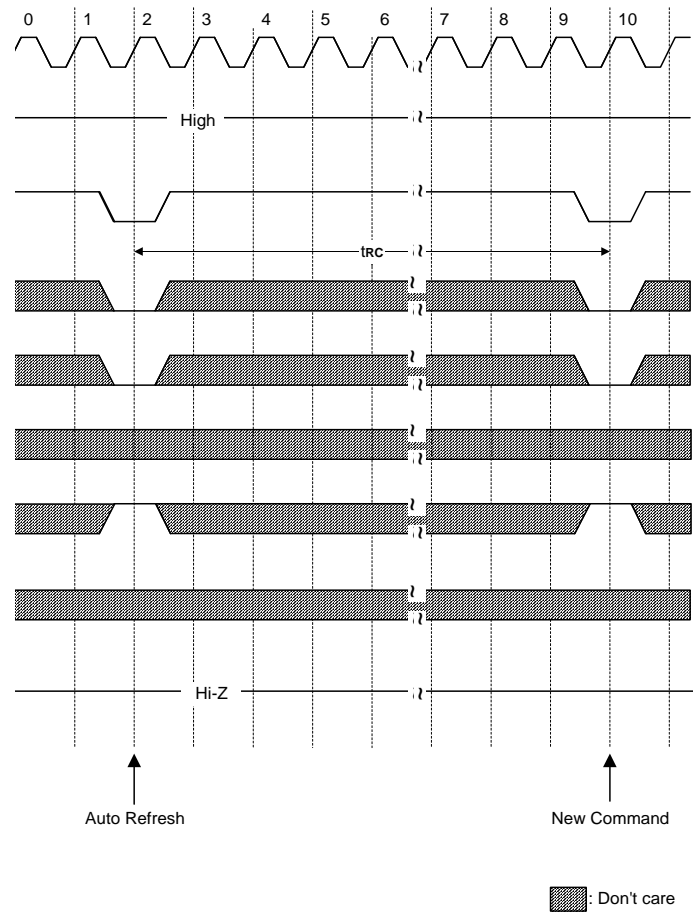 0 1 2 3 4 5 6 7 8 9 10
High
tRC
Hi-Z
Auto Refresh New Command
: Don't care